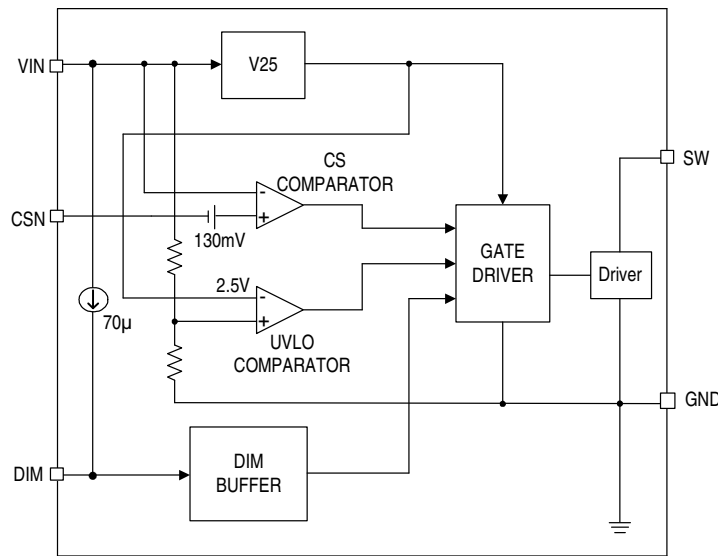 VIN
V25
SW
CS
COMPARATOR
-
+
CSN
130mV
GATE
DRIVER
Driver
2.5V
-
+
70µ
UVLO
COMPARATOR
GND
DIM
DIM
BUFFER